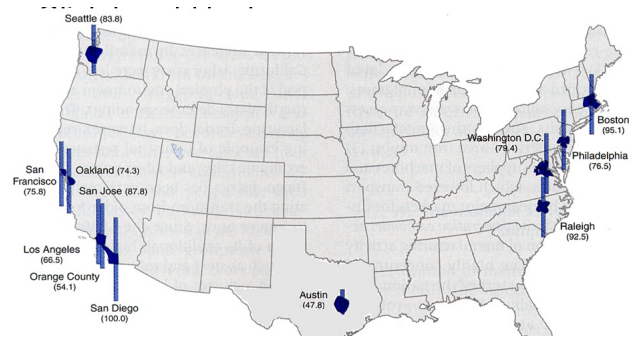 Seattle (83.8)
Boston
(95.1)
Washington D.C.
(79.4)
Philadelphia
(76.5)
San
Francisco
(75.8)
Oakland (74.3)
San Jose (87.8)
Raleigh
(92.5)
Los Angeles
(66.5)
Orange County
(54.1)
San Diego
(100.0)
Austin
(47.8)